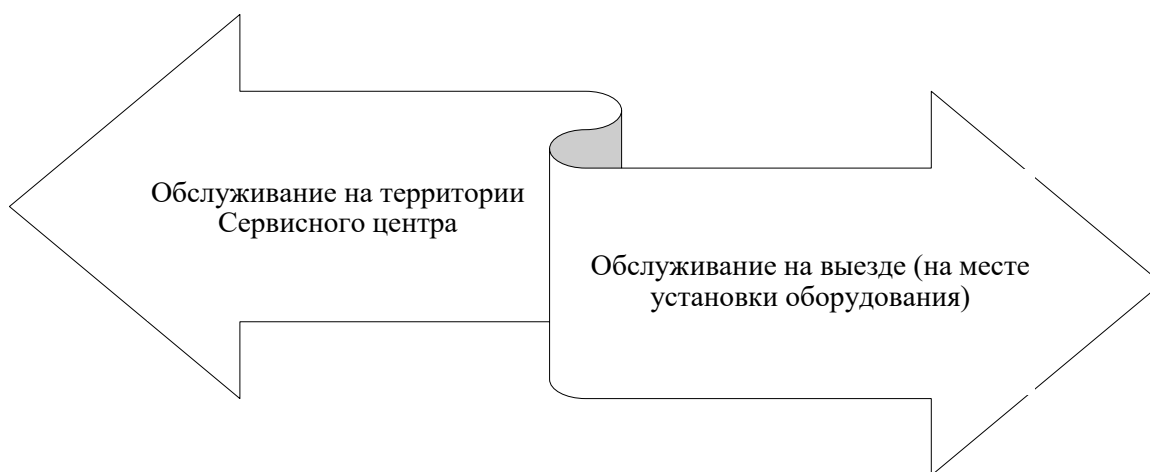 Обслуживание на территории
Сервисного центра
Обслуживание на выезде (на месте
установки оборудования)